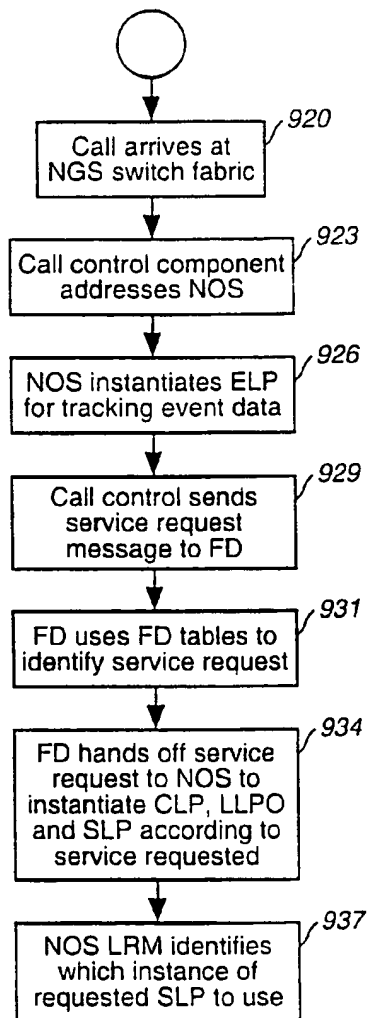 920
Call arrives at
NGS switch fabric
923
Call control component
addresses NOS
926
NOS instantiates ELP
for tracking event data
929
Call control sends
service request
message to FD
931
FD uses FD tables to
identify service request
934
FD hands off service
request to NOS to
instantiate CLP, LLPO
and SLP according to
service requested
937
NOS LRM identifies
which instance of
requested SLP to use